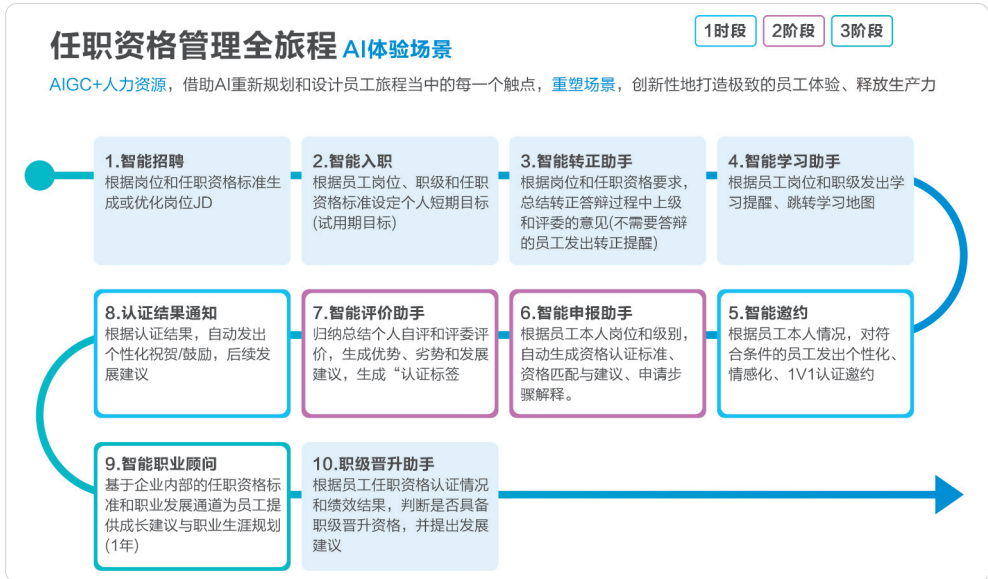 任职资格管理全旅程 AI体验场景
1时段 2阶段 3阶段
AIGC+人力资源，借助AI重新规划和设计员工旅程当中的每一个触点，重塑场景，创新性地打造极致的员工体验、释放生产力
1.智能招聘
根据岗位和任职资格标准生
成或优化岗位JD
2.智能入职
根据员工岗位、职级和任职
资格标准设定个人短期目标
(试用期目标)
3.智能转正助手
根据岗位和任职资格要求，
总结转正答辩过程中上级
和评委的意见(不需要答辩
的员工发出转正提醒)
4.智能学习助手
根据员工岗位和职级发出学
习提醒、跳转学习地图
5.智能邀约
根据员工本人情况，对符
合条件的员工发出个性化、
情感化、1V1认证邀约
6.智能申报助手
根据员工本人岗位和级别，
自动生成资格认证标准、
资格匹配与建议、申请步
骤解释。
7.智能评价助手
归纳总结个人自评和评委评
价，生成优势、劣势和发展
建议，生成“认证标签
8.认证结果通知
根据认证结果，自动发出
个性化祝贺/鼓励，后续发
展建议
9.智能职业顾问
基于企业内部的任职资格标
准和职业发展通道为员工提
供成长建议与职业生涯规划
(1年)
10.职级晋升助手
根据员工任职资格认证情况
和绩效结果，判断是否具备
职级晋升资格，并提出发展
建议